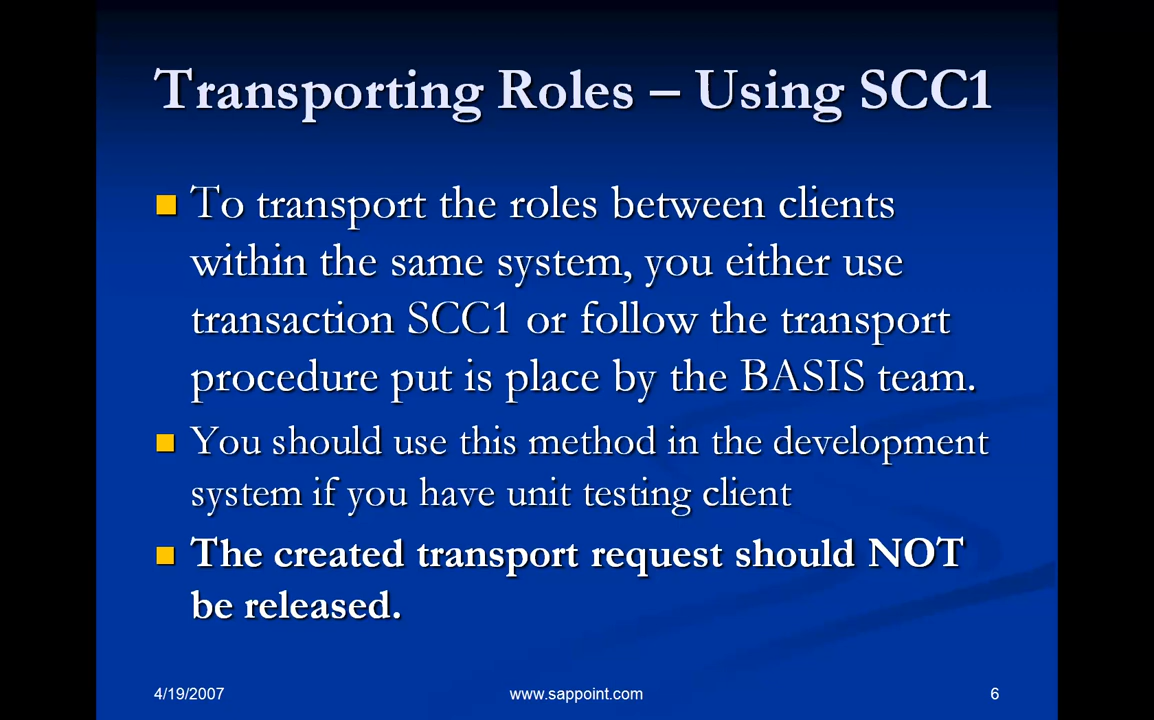 Transporting Roles – Using SCC1
To transport the roles between clients
within the same system, you either use
transaction SCC1 or follow the transport
procedure put is place by the BASIS team.
You should use this method in the development
system if you have unit testing client
The created transport request should NOT
be released.
4/19/2007 www.sappoint.com 6